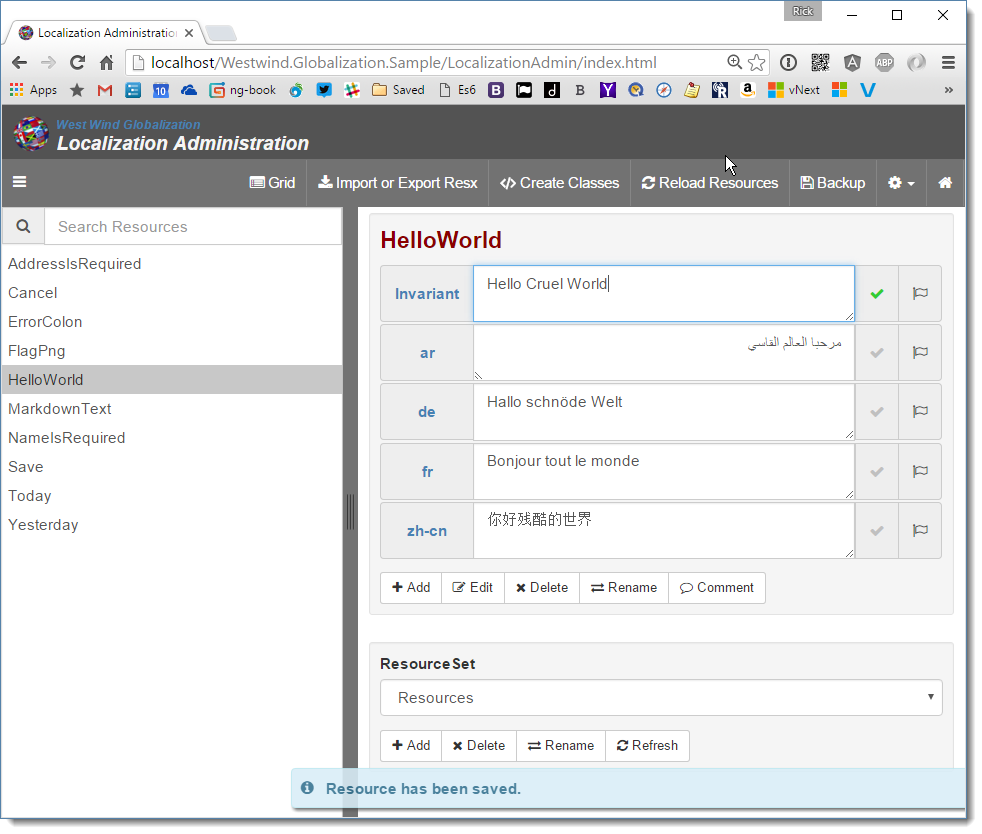 Rick
Localization Administration
localhost/Westwind.Globalization.Sample/LocalizationAdmin/index.html
ABP
Apps 10 ng-book Saved Es6 B vNext
West Wind Globalization
Localization Administration
Grid Import or Export Resx Create Classes Reload Resources Backup
Search Resources
AddressIsRequired
Cancel
ErrorColon
FlagPng
HelloWorld
MarkdownText
NameIsRequired
Save
Today
Yesterday
HelloWorld
Invariant Hello Cruel World
ar مرحبا العالم القاسي
de Hallo schnöde Welt
fr Bonjour tout le monde
zh-cn 你好残酷的世界
Add Edit Delete Rename Comment
ResourceSet
Resources
Add Delete Rename Refresh
Resource has been saved.